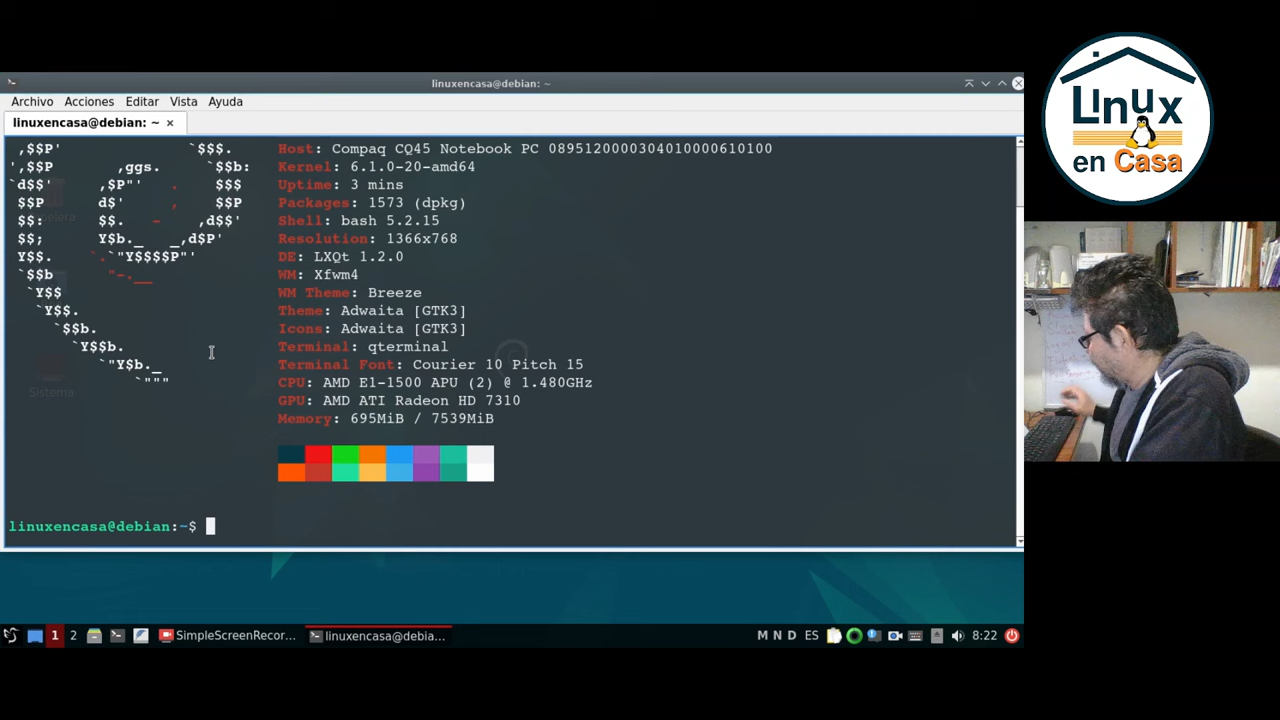 linuxencasa@debian: ~
Archivo Acciones Editar Vista Ayuda
linuxencasa@debian: ~ ×
,$$P' `$$$. Host: Compaq CQ45 Notebook PC 0895120000304010000610100
',$$P ,ggs. `$$b: Kernel: 6.1.0-20-amd64
`d$$' ,$P"' . $$$ Uptime: 3 mins
$$P d$' , $$P Packages: 1573 (dpkg)
$$: $$. - ,d$$' Shell: bash 5.2.15
$$; Y$b._ _,d$P' Resolution: 1366x768
Y$$. `.`"Y$$$$P"' DE: LXQt 1.2.0
`$$b "-.__ WM: Xfwm4
`Y$$ WM Theme: Breeze
`Y$$. Theme: Adwaita [GTK3]
`$$b. Icons: Adwaita [GTK3]
`Y$$b. Terminal: qterminal
`"Y$b._ Terminal Font: Courier 10 Pitch 15
`""" CPU: AMD E1-1500 APU (2) @ 1.480GHz
GPU: AMD ATI Radeon HD 7310
Memory: 695MiB / 7539MiB
Sistema
linuxencasa@debian:~$
1 2 SimpleScreenRecor... linuxencasa@debia... M N D ES 8:22
Linux
en Casa